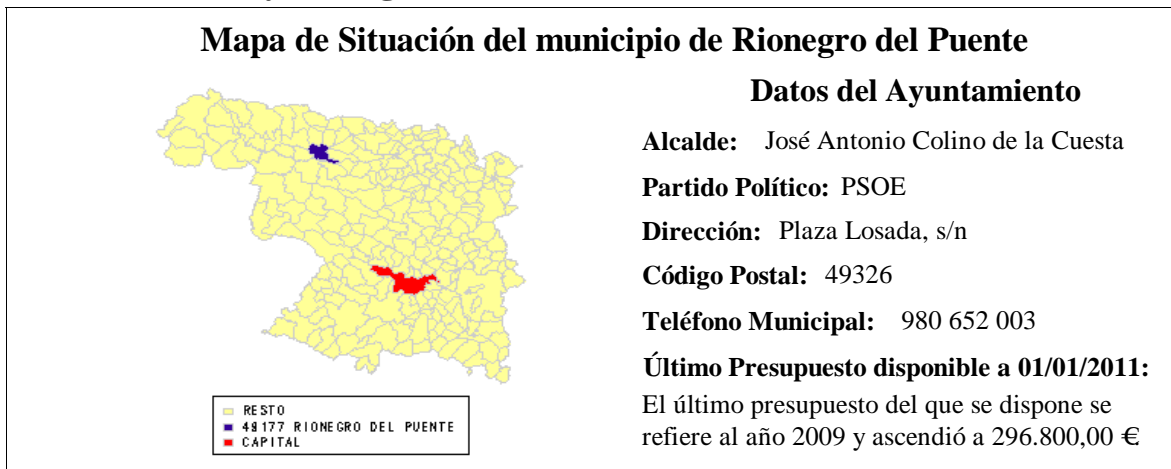 Mapa de Situación del municipio de Rionegro del Puente
Datos del Ayuntamiento
Alcalde: José Antonio Colino de la Cuesta
Partido Político: PSOE
Dirección: Plaza Losada, s/n
Código Postal: 49326
Teléfono Municipal: 980 652 003
Último Presupuesto disponible a 01/01/2011:
El último presupuesto del que se dispone se
refiere al año 2009 y ascendió a 296.800,00 €
RESTO
49177 RIONEGRO DEL PUENTE
CAPITAL